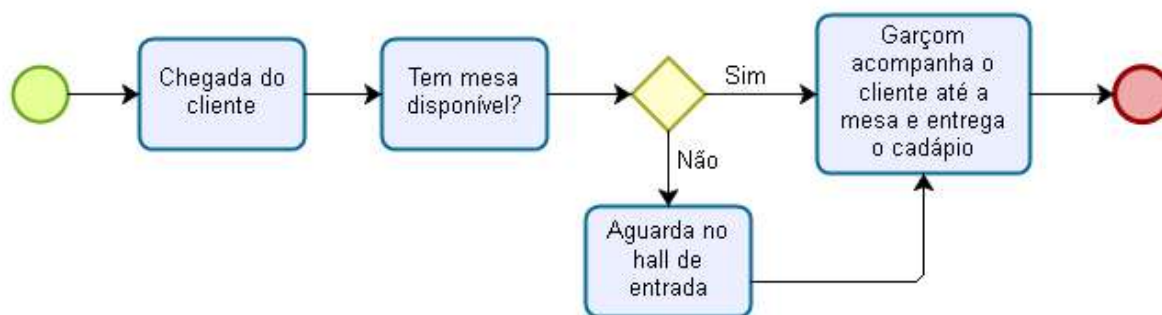 Chegada do
cliente
Tem mesa
disponível?
Sim
Não
Aguarda no
hall de
entrada
Garçom
acompanha o
cliente até a
mesa e entrega
o cadápio